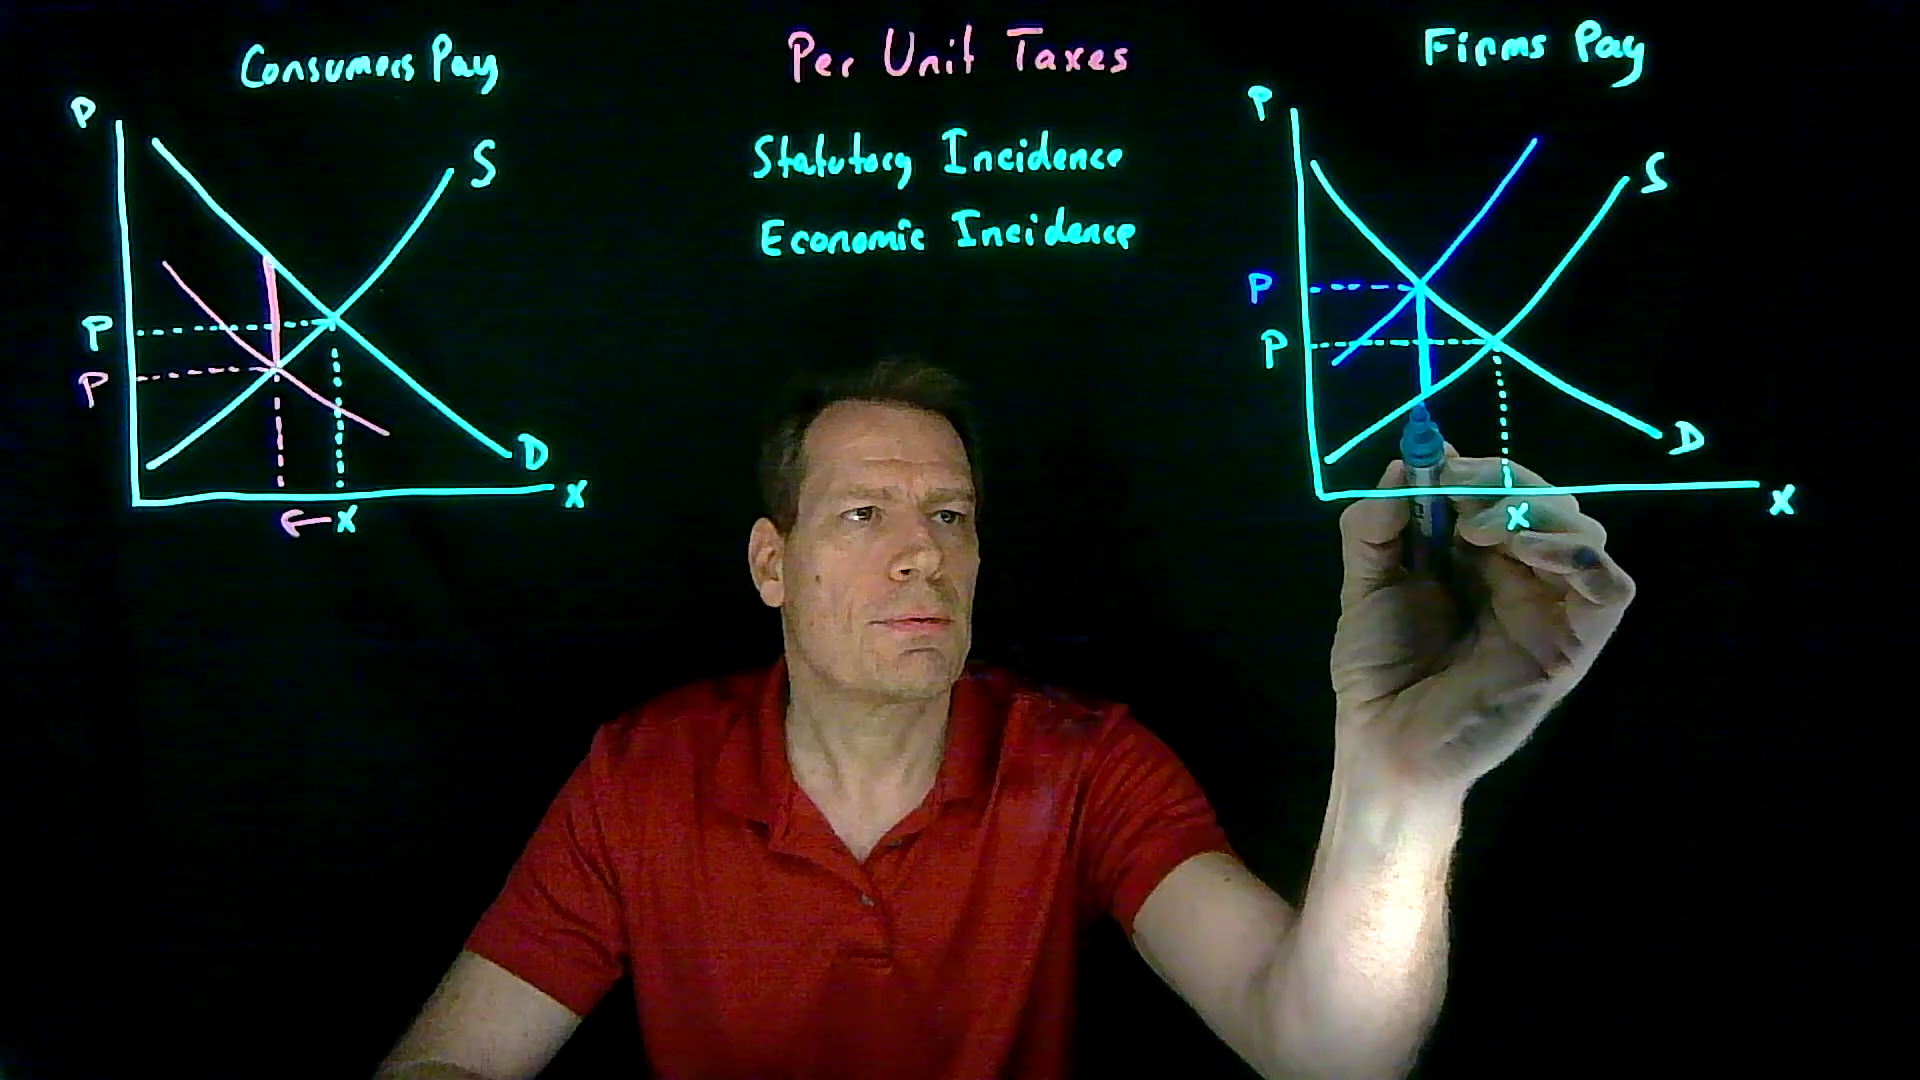 Consumers Pay
Per Unit Taxes
Firms Pay
Statutory Incidence
Economic Incidence
P
S
P
P
D
X
X
P
S
P
P
D
X
X